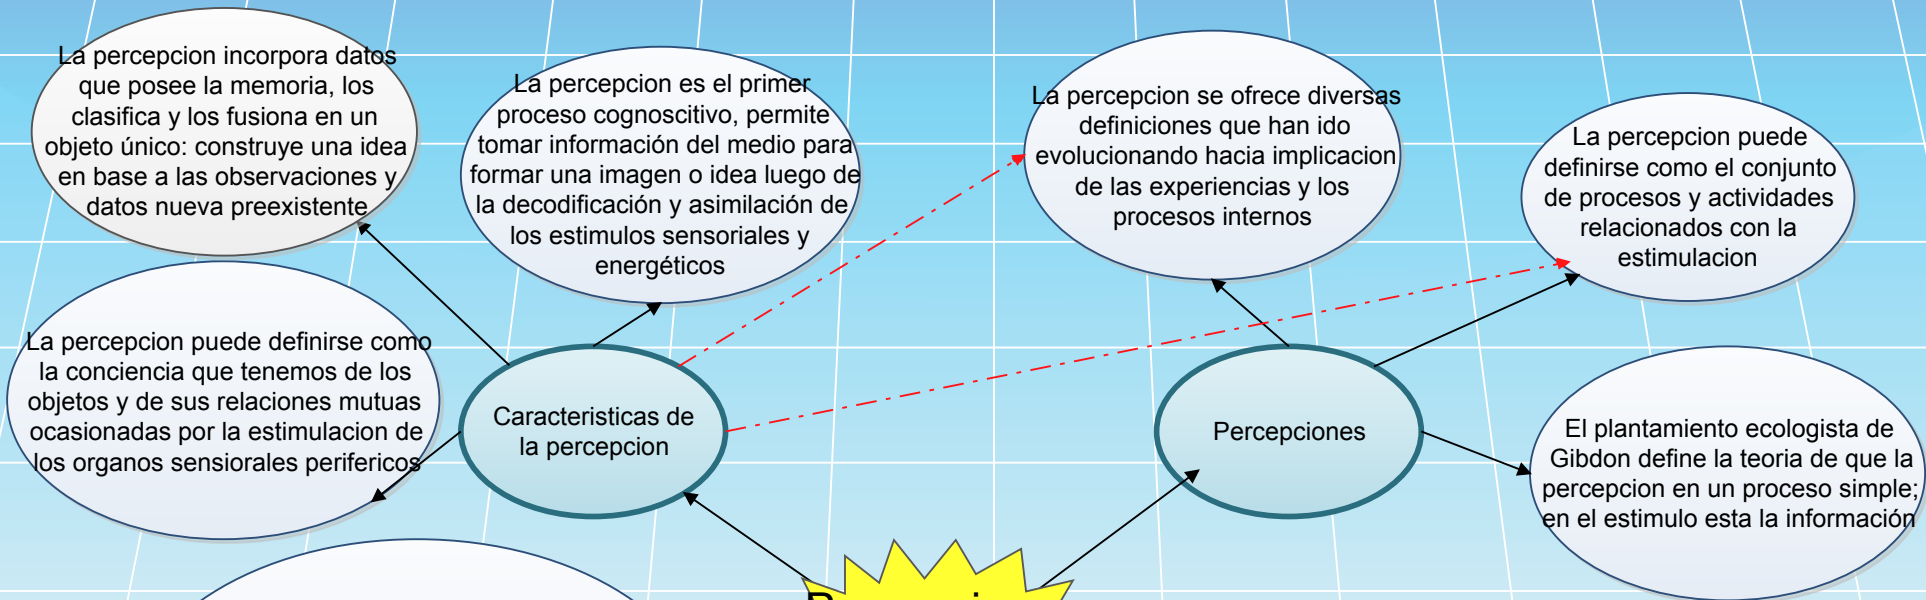 La percepcion incorpora datos
que posee la memoria, los
clasifica y los fusiona en un
objeto único: construye una idea
en base a las observaciones y
datos nueva preexistente
La percepcion es el primer
proceso cognoscitivo, permite
tomar información del medio para
formar una imagen o idea luego de
la decodificación y asimilación de
los estimulos sensoriales y
energéticos
La percepcion se ofrece diversas
definiciones que han ido
evolucionando hacia implicacion
de las experiencias y los
procesos internos
La percepcion puede
definirse como el conjunto
de procesos y actividades
relacionados con la
estimulacion
La percepcion puede definirse como
la conciencia que tenemos de los
objetos y de sus relaciones mutuas
ocasionadas por la estimulacion de
los organos sensiorales perifericos
Caracteristicas de
la percepcion
Percepciones
El plantamiento ecologista de
Gibdon define la teoria de que la
percepcion en un proceso simple;
en el estimulo esta la información